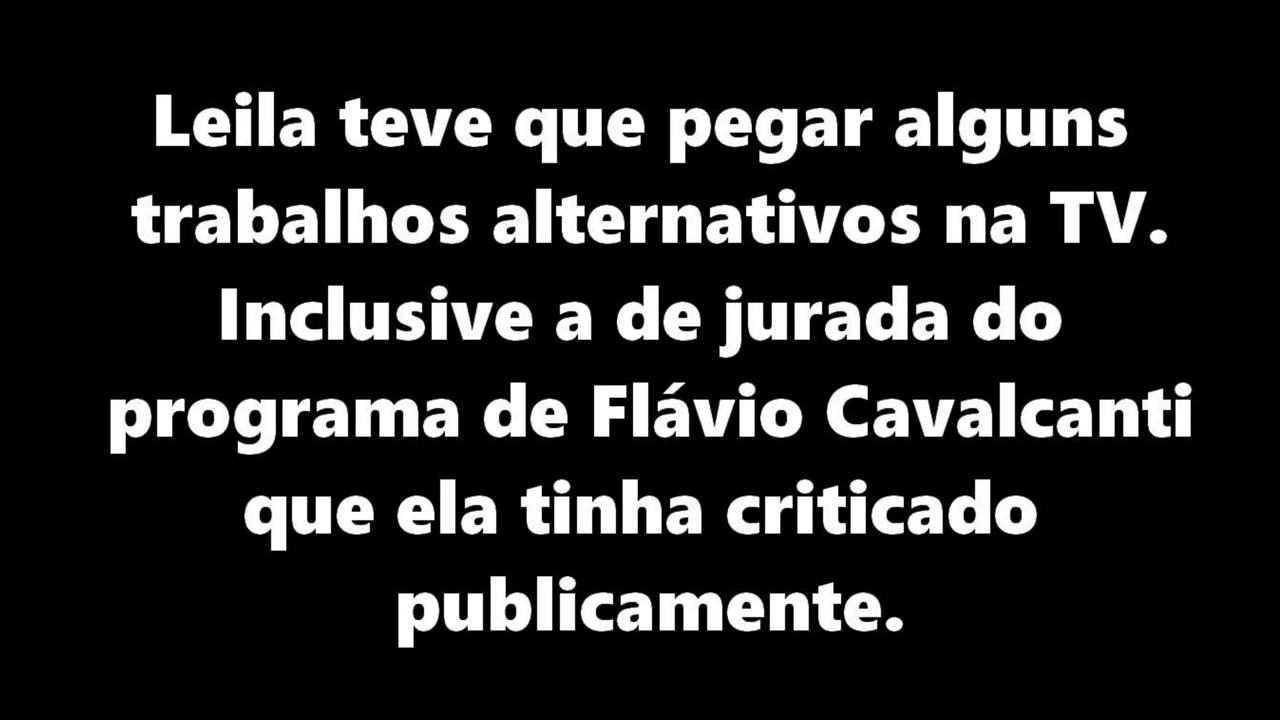 Leila teve que pegar alguns
trabalhos alternativos na TV.
Inclusive a de jurada do
programa de Flávio Cavalcanti
que ela tinha criticado
publicamente.